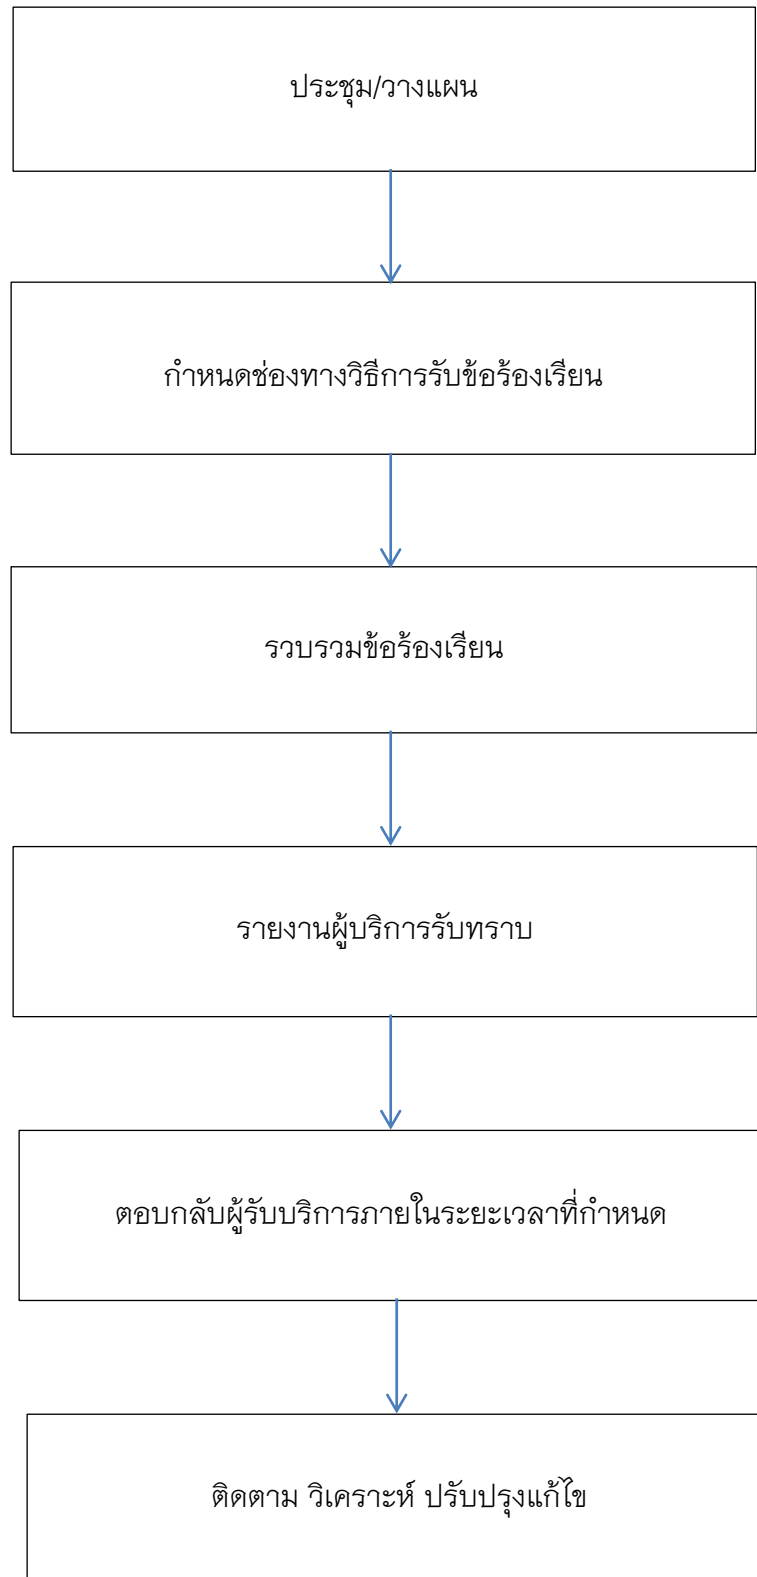 ประชุม/วางแผน
กำหนดช่องทางวิธีการรับข้อร้องเรียน
รวบรวมข้อร้องเรียน
รายงานผู้บริการรับทราบ
ตอบกลับผู้รับบริการภายในระยะเวลาที่กำหนด
ติดตาม วิเคราะห์ ปรับปรุงแก้ไข